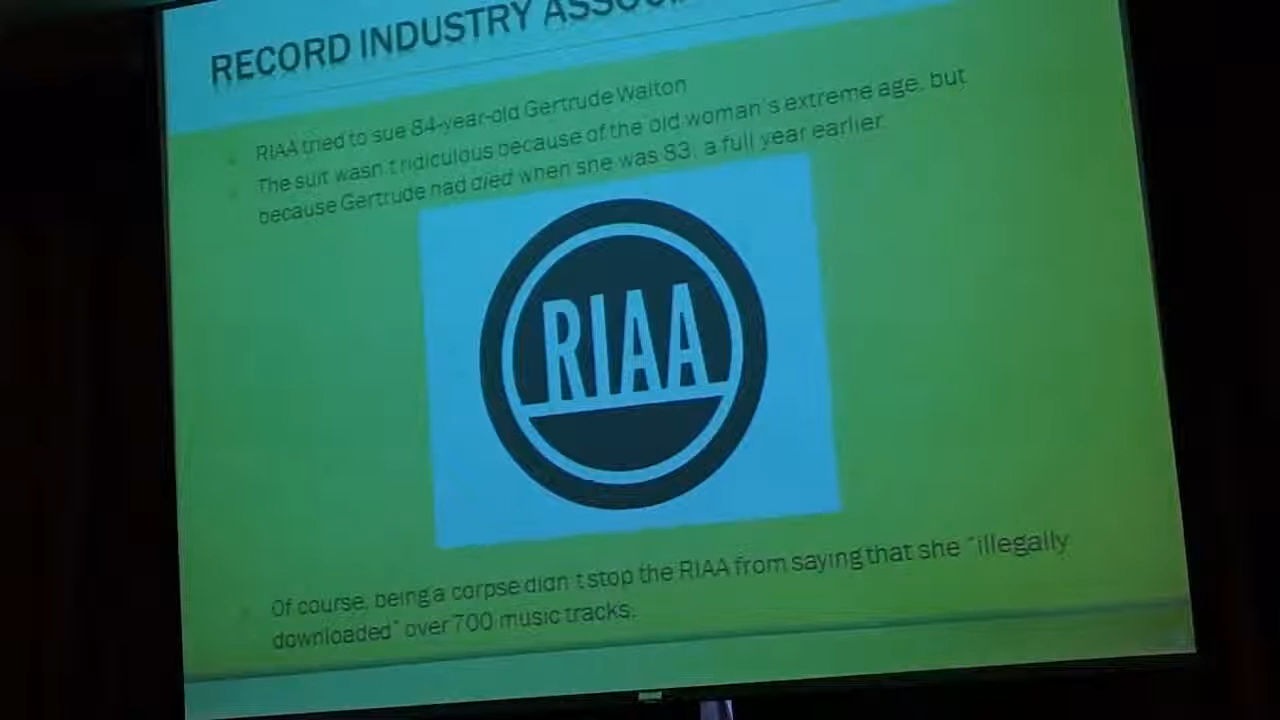 RECORD INDUSTRY
RIAA tried to sue 84-year-old Gertrude Walton
The suit wasn't ridiculous because of the old woman's extreme age, but
because Gertrude had died when she was 83, a full year earlier.
RIAA
Of course, being a corpse didn't stop the RIAA from saying that she "illegally
downloaded" over 700 music tracks.